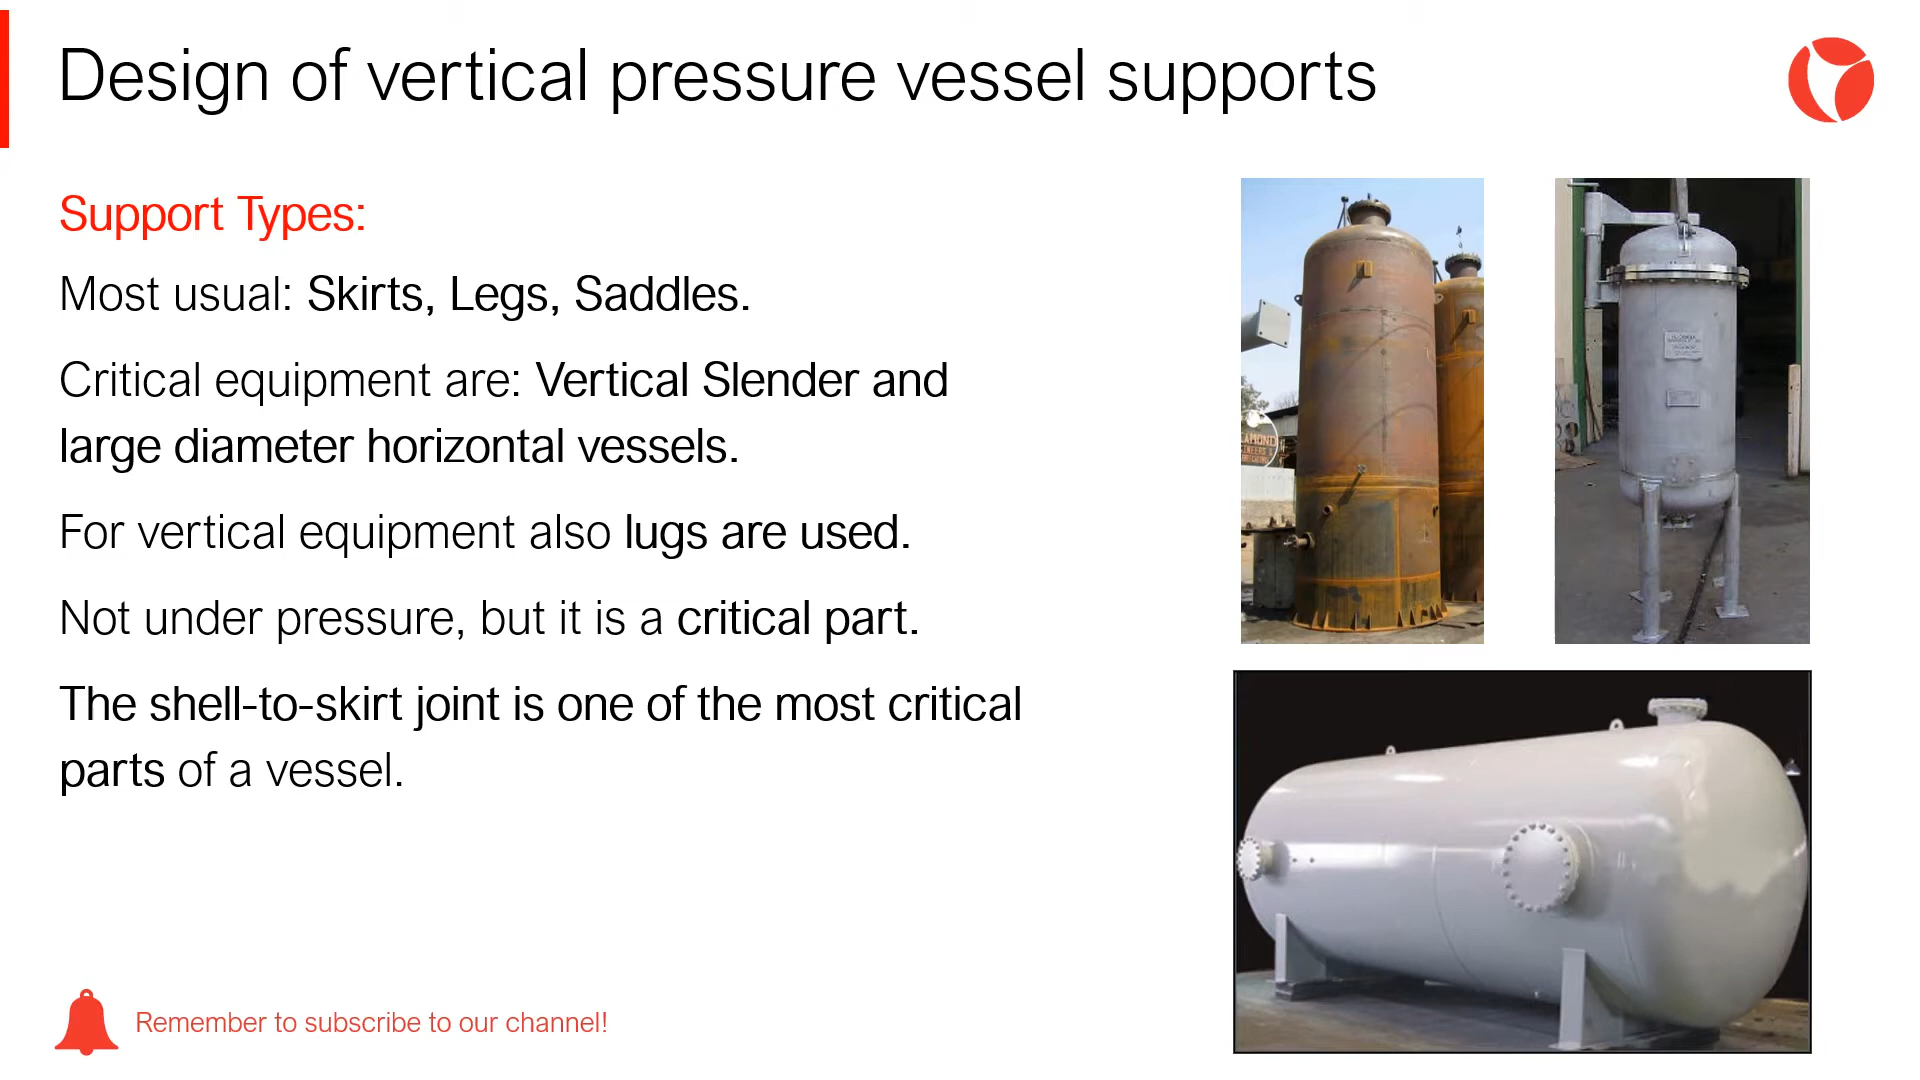 Design of vertical pressure vessel supports
Support Types:
Most usual: Skirts, Legs, Saddles.
Critical equipment are: Vertical Slender and
large diameter horizontal vessels.
For vertical equipment also lugs are used.
Not under pressure, but it is a critical part.
The shell-to-skirt joint is one of the most critical
parts of a vessel.
Remember to subscribe to our channel!